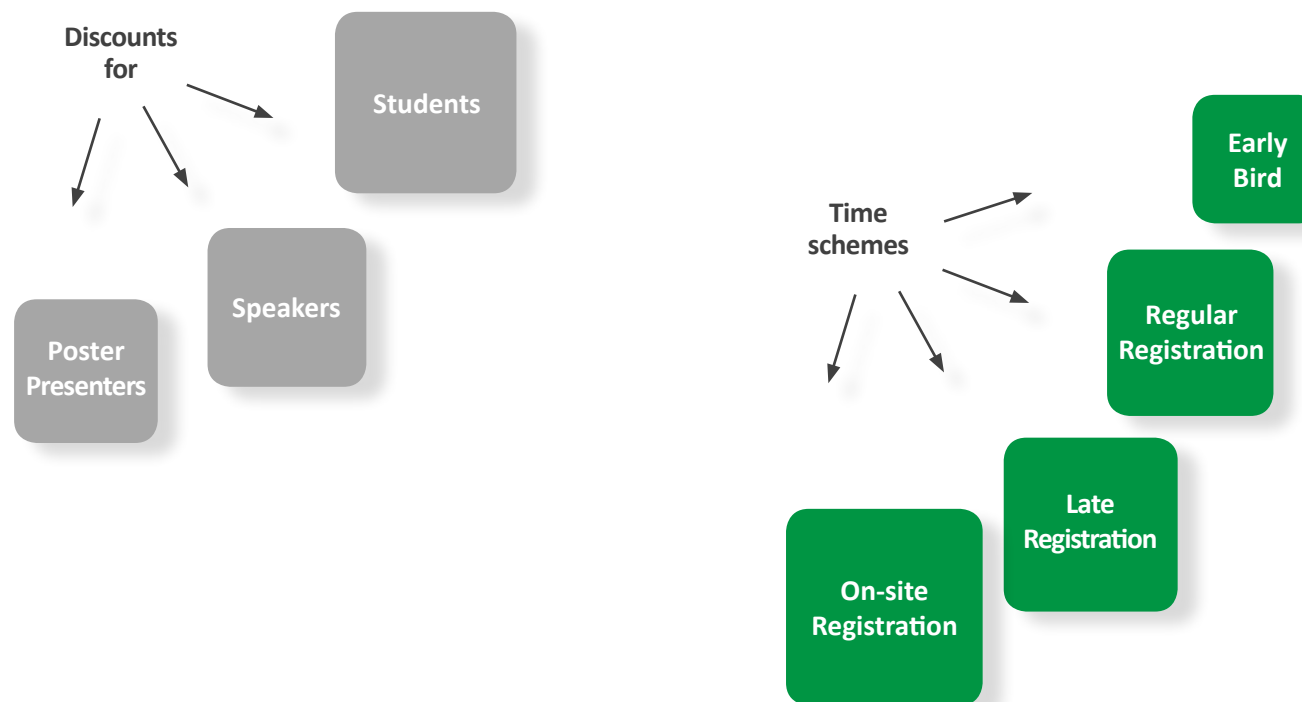 Discounts
for
Students
Speakers
Poster
Presenters
Time
schemes
Early
Bird
Regular
Registration
Late
Registration
On-site
Registration